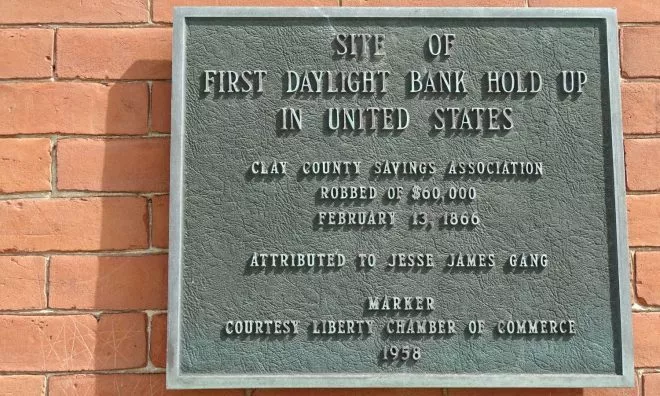 SITE OF
FIRST DAYLIGHT BANK HOLD UP
IN UNITED STATES
CLAY COUNTY SAVINGS ASSOCIATION
ROBBED OF $60,000
FEBRUARY 13, 1866
ATTRIBUTED TO JESSE JAMES GANG
MARKER
COURTESY LIBERTY CHAMBER OF COMMERCE
1958